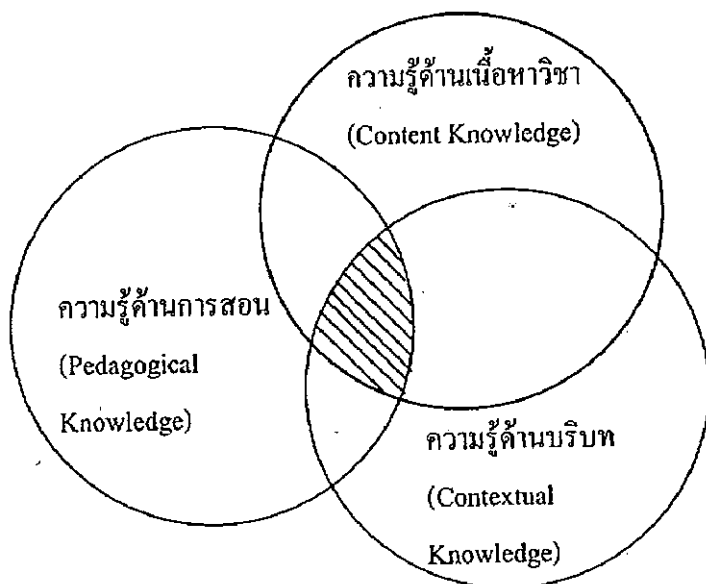 ความรู้ด้านเนื้อหาวิชา
(Content Knowledge)
ความรู้ด้านการสอน
(Pedagogical
Knowledge)
ความรู้ด้านบริบท
(Contextual
Knowledge)